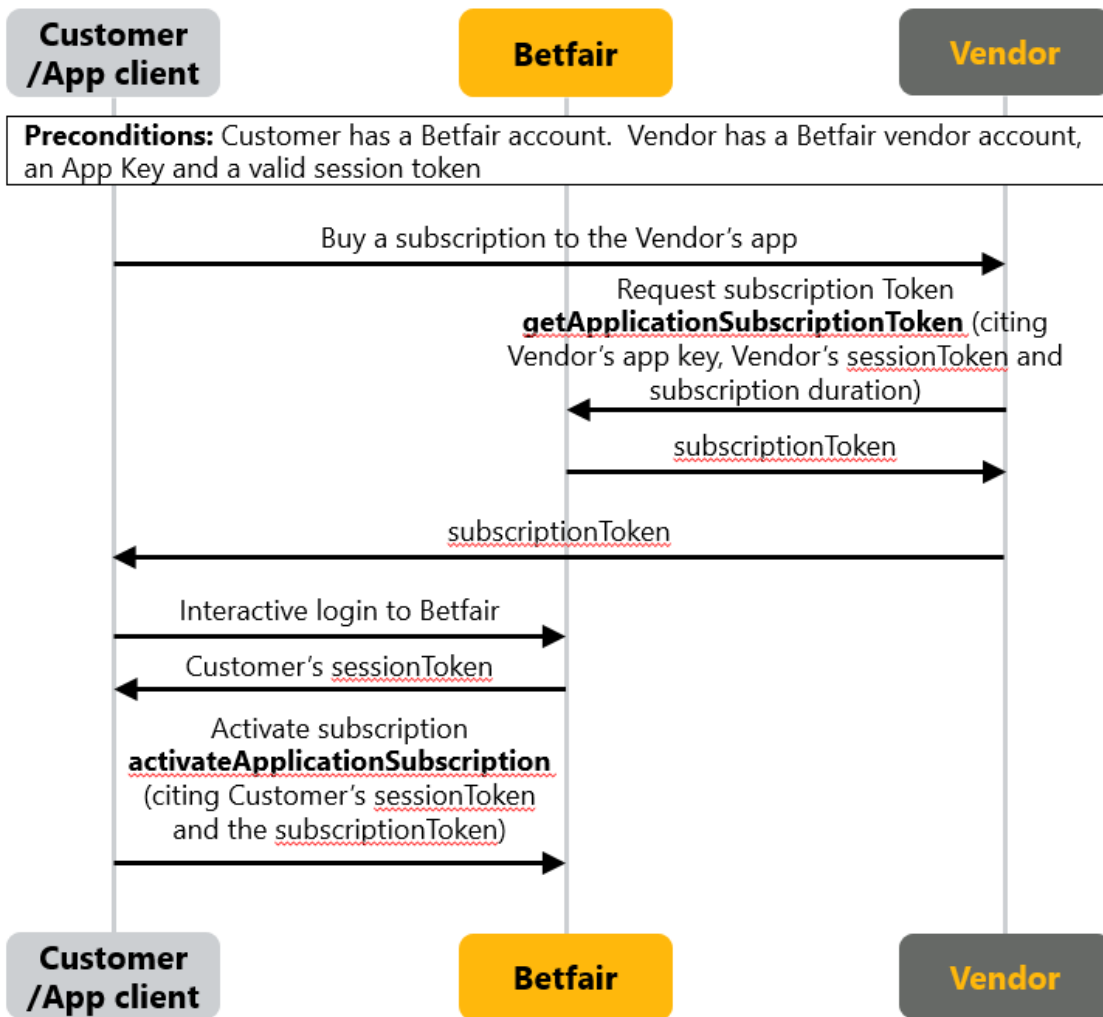 Customer
/App client
Betfair
Vendor
Preconditions: Customer has a Betfair account.  Vendor has a Betfair vendor account,
an App Key and a valid session token
Buy a subscription to the Vendor’s app
Request subscription Token
getApplicationSubscriptionToken (citing
Vendor’s app key, Vendor’s sessionToken and
subscription duration)
subscriptionToken
subscriptionToken
Interactive login to Betfair
Customer’s sessionToken
Activate subscription
activateApplicationSubscription
(citing Customer’s sessionToken
and the subscriptionToken)
Customer
/App client
Betfair
Vendor